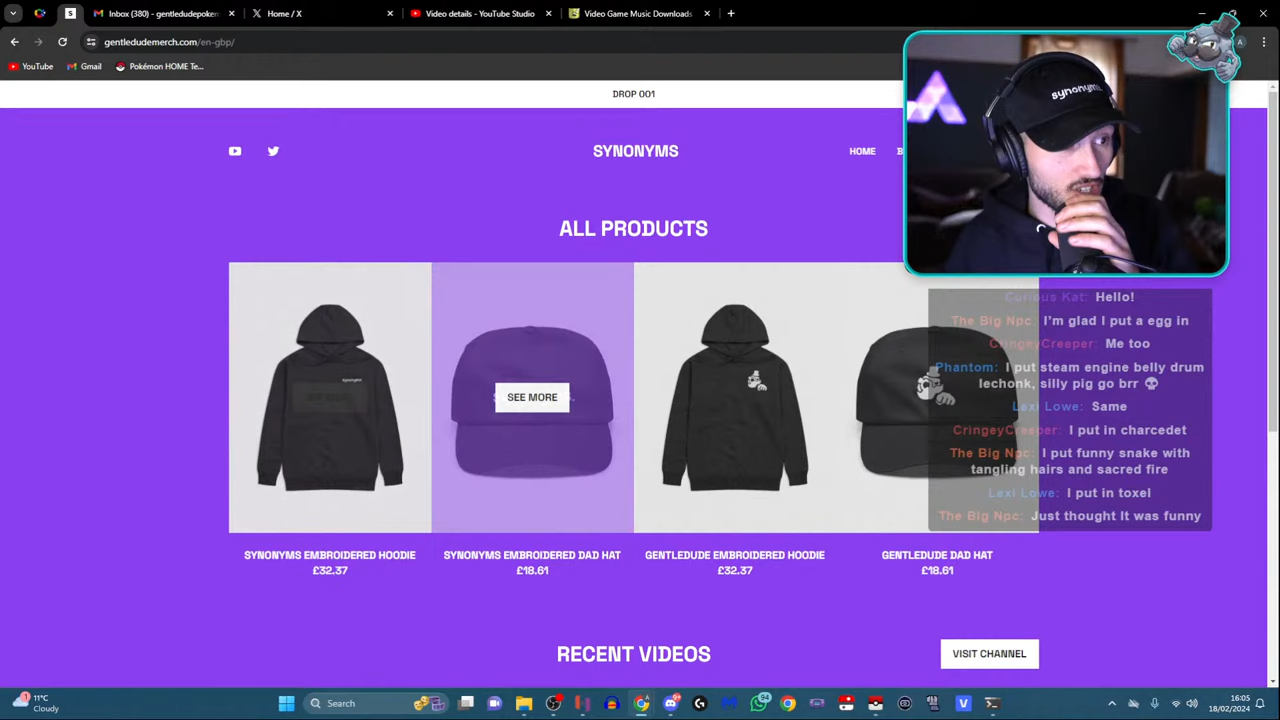 Inbox (380) - gentledudepoken
Home / X
Video details - YouTube Studio
Video Game Music Downloads
gentledudemerch.com/en-gbp/
YouTube
Gmail
Pokémon HOME Te...
A
DROP 001
synonyms.
SYNONYMS
HOME
ALL PRODUCTS
Synonyms.
SEE MORE
Curious Kat: Hello!
The Big Npc: I'm glad I put a egg in
CringeyCreeper: Me too
Phantom: I put steam engine belly drum
lechonk, silly pig go brr
Lexi Lowe: Same
CringeyCreeper: I put in charcedet
The Big Npc: I put funny snake with
tangling hairs and sacred fire
Lexi Lowe: I put in toxel
The Big Npc: Just thought It was funny
SYNONYMS EMBROIDERED HOODIE
£32.37
SYNONYMS EMBROIDERED DAD HAT
£18.61
GENTLEDUDE EMBROIDERED HOODIE
£32.37
GENTLEDUDE DAD HAT
£18.61
RECENT VIDEOS
VISIT CHANNEL
1
11°C
Cloudy
Search
64
V
16:05
18/02/2024